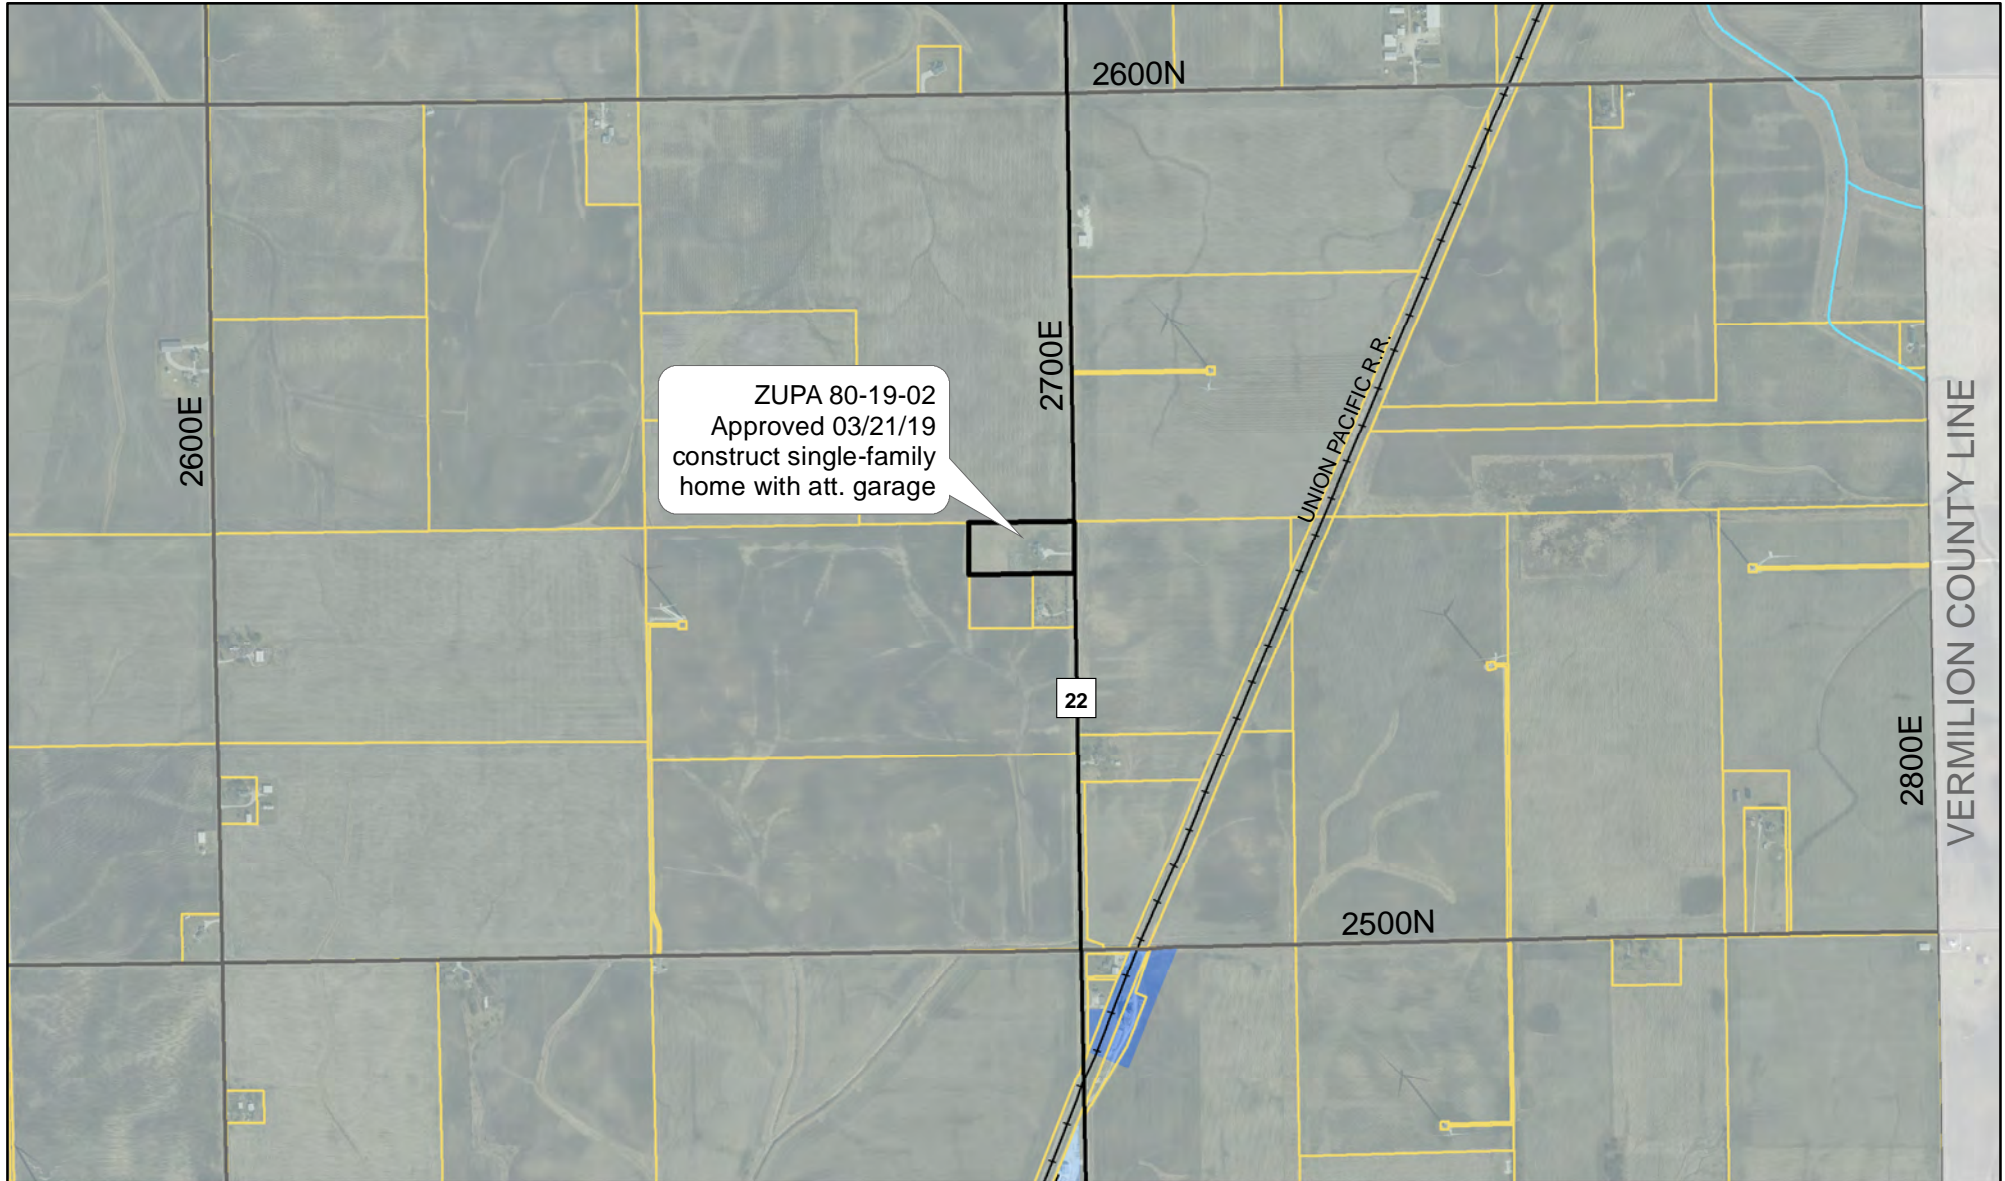 2600N
2700E
ZUPA 80-19-02
Approved 03/21/19
construct single-family
home with att. garage
2600E
UNION PACIFIC R.R.
VERMILION COUNTY LINE
22
2800E
2500N